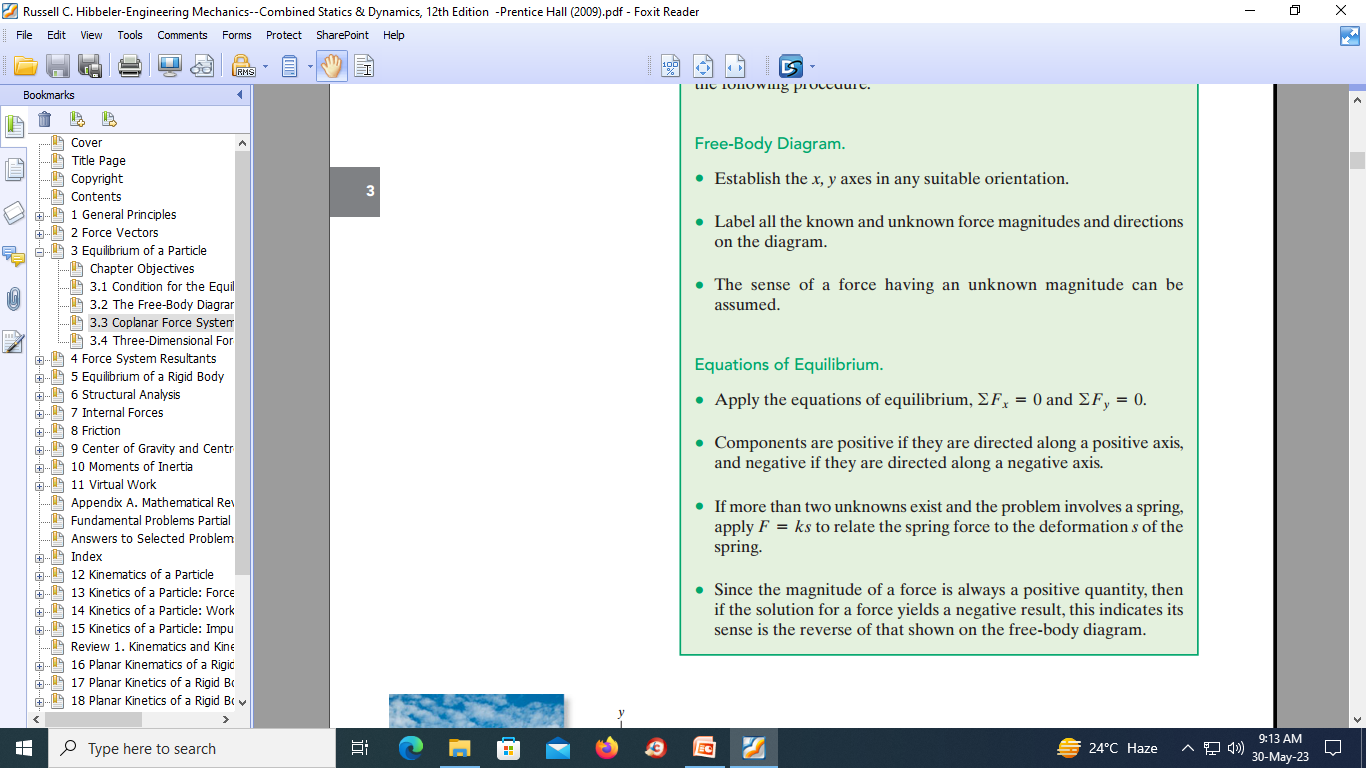 Russell C. Hibbeler-Engineering Mechanics--Combined Statics & Dynamics, 12th Edition -Prentice Hall (2009).pdf - Foxit Reader
File Edit View Tools Comments Forms Protect SharePoint Help
RMS
100%
Bookmarks
Cover
Title Page
Copyright
Contents
1 General Principles
2 Force Vectors
3 Equilibrium of a Particle
Chapter Objectives
3.1 Condition for the Equil
3.2 The Free-Body Diagrar
3.3 Coplanar Force System
3.4 Three-Dimensional For
4 Force System Resultants
5 Equilibrium of a Rigid Body
6 Structural Analysis
7 Internal Forces
8 Friction
9 Center of Gravity and Centr
10 Moments of Inertia
11 Virtual Work
Appendix A. Mathematical Rev
Fundamental Problems Partial
Answers to Selected Problem
Index
12 Kinematics of a Particle
13 Kinetics of a Particle: Force
14 Kinetics of a Particle: Work
15 Kinetics of a Particle: Impu
Review 1. Kinematics and Kine
16 Planar Kinematics of a Rigid
17 Planar Kinetics of a Rigid Bo
18 Planar Kinetics of a Rigid Bo
3
the following procedure.
Free-Body Diagram.
• Establish the x, y axes in any suitable orientation.
• Label all the known and unknown force magnitudes and directions
on the diagram.
• The sense of a force having an unknown magnitude can be
assumed.
Equations of Equilibrium.
• Apply the equations of equilibrium, ΣFx = 0 and ΣFy = 0.
• Components are positive if they are directed along a positive axis,
and negative if they are directed along a negative axis.
• If more than two unknowns exist and the problem involves a spring,
apply F = ks to relate the spring force to the deformation s of the
spring.
• Since the magnitude of a force is always a positive quantity, then
if the solution for a force yields a negative result, this indicates its
sense is the reverse of that shown on the free-body diagram.
y
Type here to search
24°C Haze
9:13 AM
30-May-23